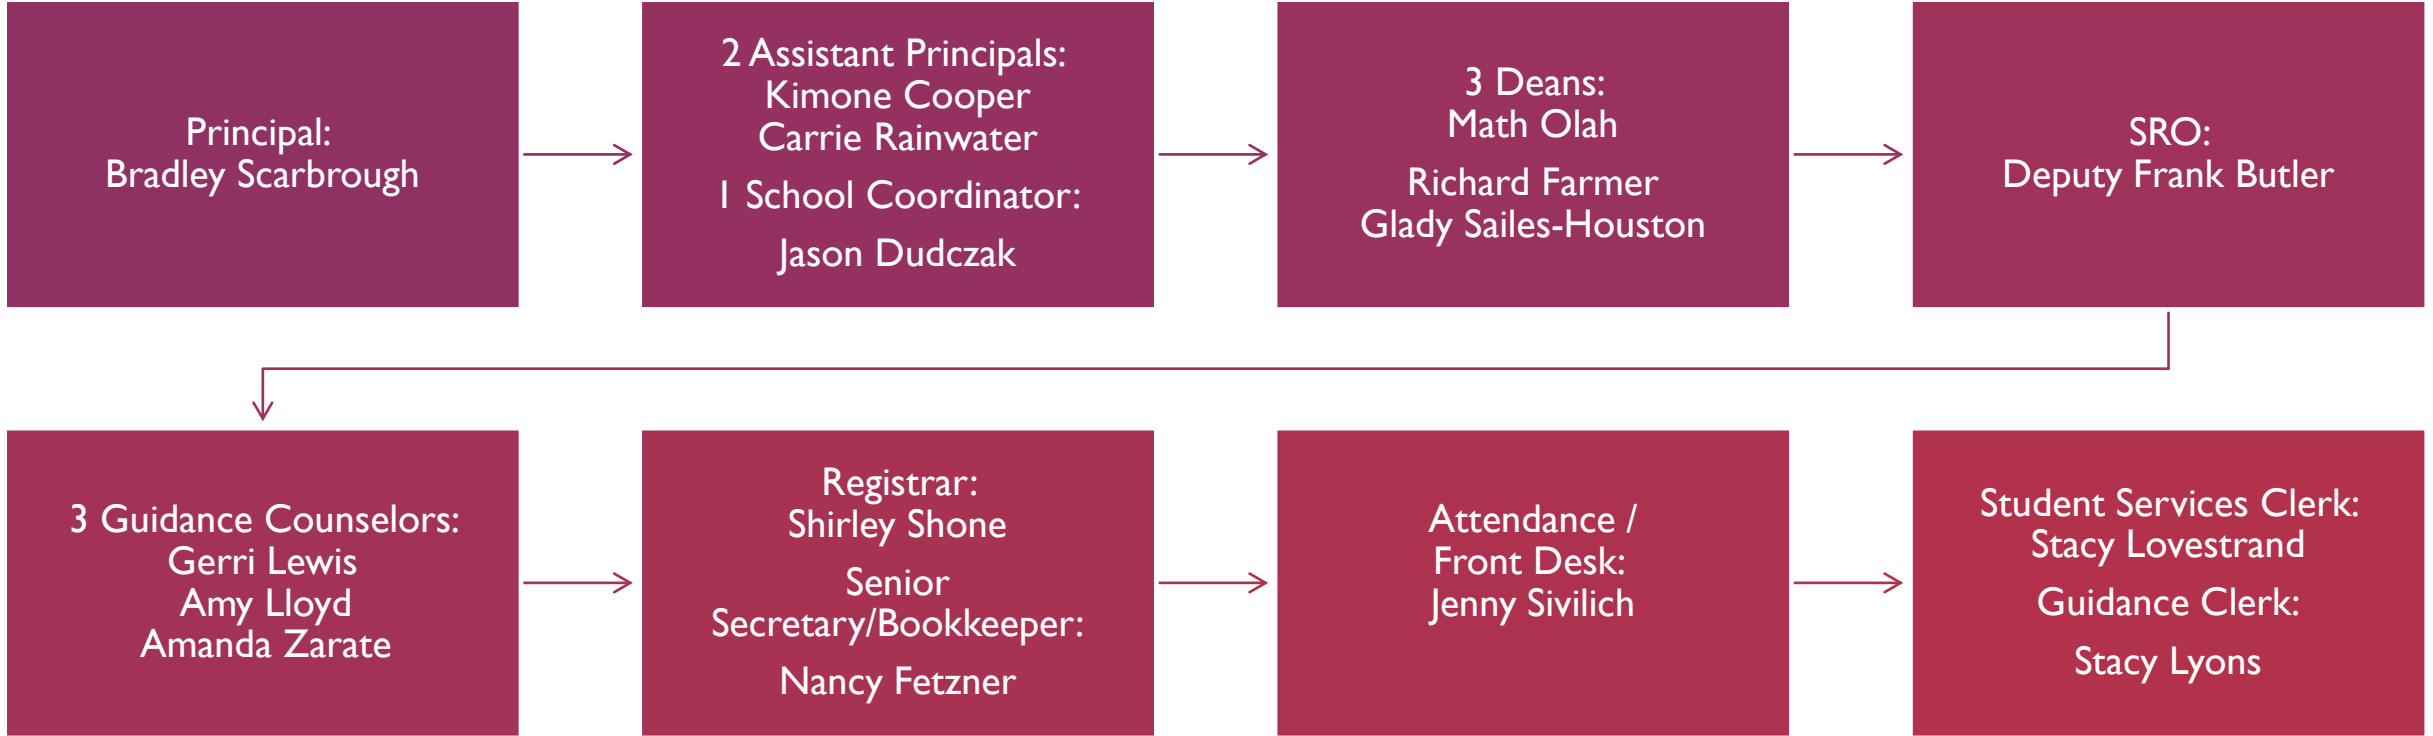 Principal:
Bradley Scarbrough
2 Assistant Principals:
Kimone Cooper
Carrie Rainwater
1 School Coordinator:
Jason Dudczak
3 Deans:
Math Olah
Richard Farmer
Glady Sailes-Houston
SRO:
Deputy Frank Butler
3 Guidance Counselors:
Gerri Lewis
Amy Lloyd
Amanda Zarate
Registrar:
Shirley Shone
Senior
Secretary/Bookkeeper:
Nancy Fetzner
Attendance /
Front Desk:
Jenny Sivilich
Student Services Clerk:
Stacy Lovestrand
Guidance Clerk:
Stacy Lyons